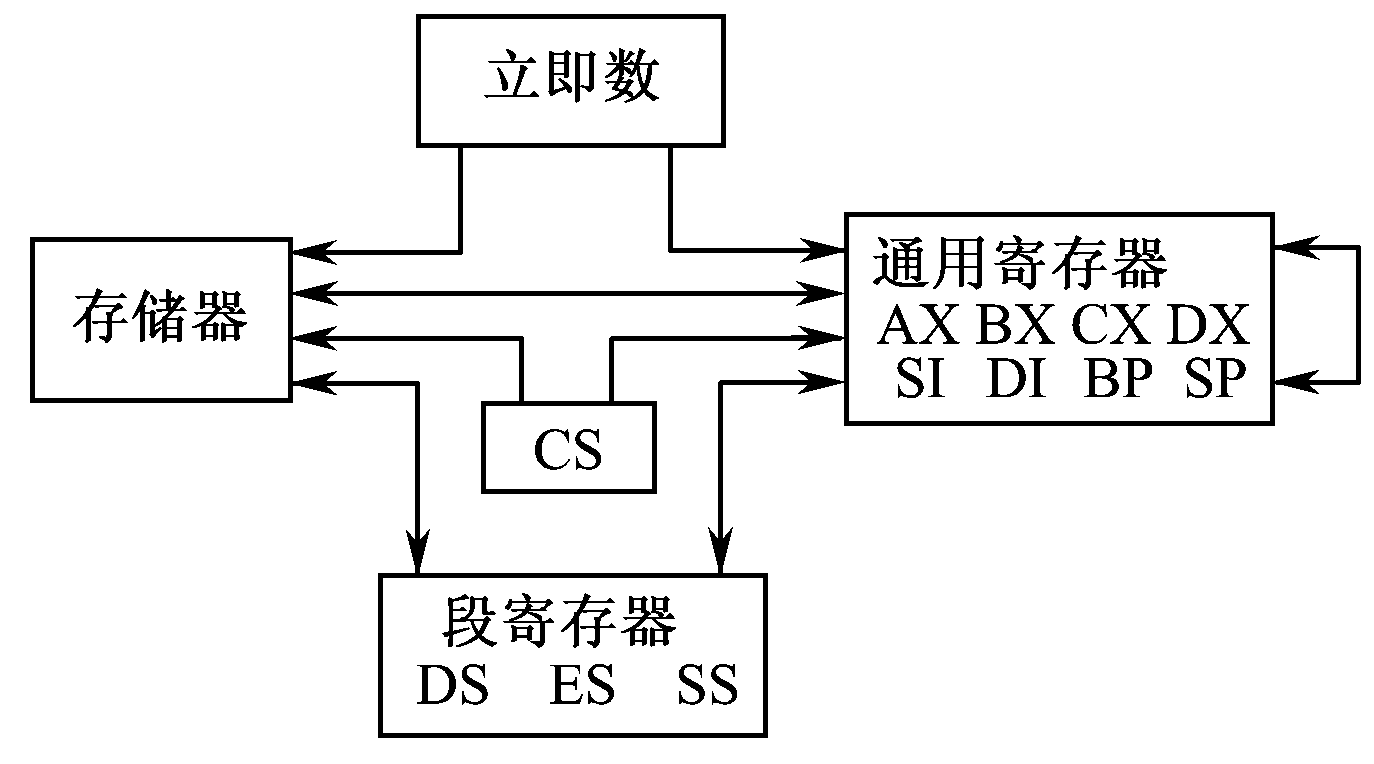 立即数
存储器
通用寄存器
AX BX CX DX
SI DI BP SP
CS
段寄存器
DS ES SS